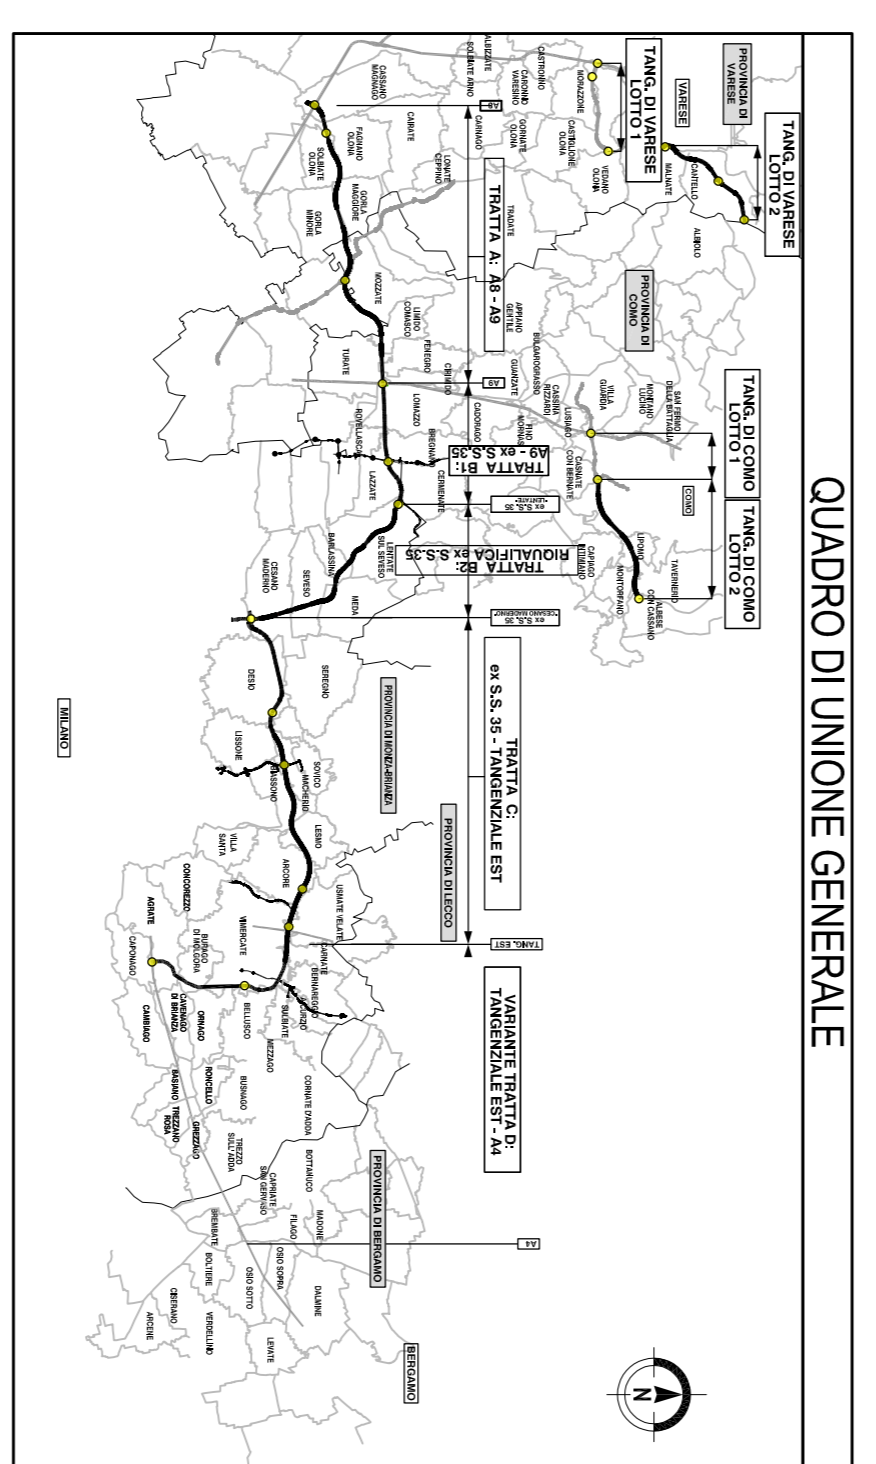 QUADRO DI UNIONE GENERALE
TANG. DI VARESE
LOTTO 2
PROVINCIA DI
VARESE
VARESE
TANG. DI VARESE
LOTTO 1
CANTELLO
MALNATE
ALBIOLO
PROVINCIA DI
COMO
TANG. DI COMO
LOTTO 1
TANG. DI COMO
LOTTO 2
COMO
SAN FERMO
DELLA BATTAGLIA
MONTANO
LUCINO
VILLA
GUARDIA
LUISAGO
CASNATE
CON BERNATE
LIPOMO
TAVERNERIO
ALBESE
CON CASSANO
MONTORFANO
CAPIAGO
INTIMIANO
MORAZZONE
CASTRONNO
CARONNO
VARESINO
ALBIZZATE
SOLBIATE ARNO
GORNATE
OLONA
CASTIGLIONE
OLONA
VEDANO
OLONA
CARNAGO
CAIRATE
CASSANO
MAGNAGO
FAGNANO
OLONA
SOLBIATE
OLONA
GORLA
MAGGIORE
GORLA
MINORE
LONATE
CEPPINO
TRADATE
A8
TRATTA A: A8 - A9
A9
APPIANO
GENTILE
BULGAROGRASSO
GUANZATE
CASSINA
RIZZARDI
FINO
MORNASCO
CADORAGO
MOZZATE
LIMIDO
COMASCO
FENEGRO
CIRIMIDO
TURATE
LOMAZZO
ROVELLASCA
BREGNANO
LAZZATE
CERMENATE
TRATTA B1:
A9 - ex S.S.35
ex S.S. 35
"LENTATE"
TRATTA B2:
RIQUALIFICA ex S.S.35
ex S.S. 35
"CESANO MADERNO"
LENTATE
SUL SEVESO
BARLASSINA
MEDA
SEVESO
CESANO
MADERNO
TRATTA C:
ex S.S. 35 - TANGENZIALE EST
SEREGNO
DESIO
LISSONE
PROVINCIA DI MONZA-BRIANZA
SOVICO
MACHERIO
BIASSONO
LESMO
VILLA
SANTA
ARCORE
PROVINCIA DI LECCO
USMATE VELATE
TANG. EST
CARNATE
BERNAREGGIO
VIMERCATE
CONCOREZZO
BURAGO
DI MOLGORA
AGRATE
CAPONAGO
SULBIATE
BELLUSCO
MEZZAGO
CAVENAGO
DI BRIANZA
ORNAGO
CAMBIAGO
VARIANTE TRATTA D:
TANGENZIALE EST - A4
CORNATE D'ADDA
BUSNAGO
RONCELLO
BASIANO
TREZZANO
ROSA
GREZZAGO
TREZZO
SULL'ADDA
BOTTANUCO
CAPRIATE
SAN GERVASO
PROVINCIA DI BERGAMO
MADONE
FILAGO
BREMBATE
A4
OSIO SOPRA
OSIO SOTTO
BOLTIERE
DALMINE
CISERANO
VERDELLINO
ARCENE
LEVATE
BERGAMO
MILANO
N